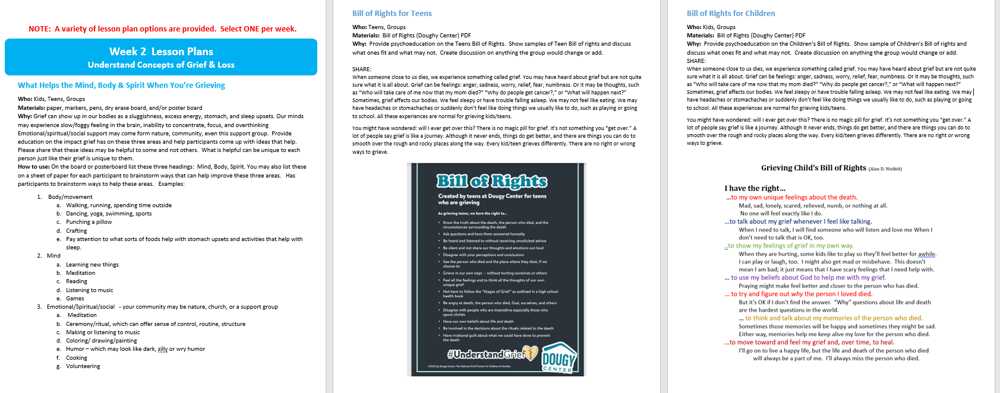 NOTE:  A variety of lesson plan options are provided.  Select ONE per week.
Week 2  Lesson Plans
Understand Concepts of Grief & Loss
What Helps the Mind, Body & Spirit When You're Grieving
Who: Kids, Teens, Groups
Materials: paper, markers, pens, dry erase board, and/or poster board
Why: Grief can show up in our bodies as a sluggishness, excess energy, stomach, and sleep upsets. Our minds
may experience slow/foggy feeling in the brain, inability to concentrate, focus, and overthinking
Emotional/spiritual/social support may come form nature, community, even this support group.  Provide
education on the impact grief has on these three areas and help participants come up with ideas that help.
Please share that these ideas may be helpful to some and not others.  What is helpful can be unique to each
person just like their grief is unique to them.
How to use: On the board or posterboard list these three headings:  Mind, Body, Spirit. You may also list these
on a sheet of paper for each participant to brainstorm ways that can help improve these three areas.   Has
participants to brainstorm ways to help these areas.   Examples:
1. Body/movement
a. Walking, running, spending time outside
b. Dancing, yoga, swimming, sports
c. Punching a pillow
d. Crafting
e. Pay attention to what sorts of foods help with stomach upsets and activities that help with
sleep.
2. Mind
a. Learning new things
b. Meditation
c. Reading
d. Listening to music
e. Games
3. Emotional/Spiritual/social   - your community may be nature, church, or a support group
a. Meditation
b. Ceremony/ritual, which can offer sense of control, routine, structure
c. Making or listening to music
d. Coloring/ drawing/painting
e. Humor – which may look like dark, silly or wry humor
f. Cooking
g. Volunteering
Bill of Rights for Teens
Who: Teens, Groups
Materials:  Bill of Rights (Doughy Center) PDF
Why:  Provide psychoeducation on the Teens Bill of Rights.  Show samples of Teen Bill of rights and discuss
what ones fit and what may not.  Create discussion on anything the group would change or add.
SHARE:
When someone close to us dies, we experience something called grief. You may have heard about grief but are not quite
sure what it is all about. Grief can be feelings: anger, sadness, worry, relief, fear, numbness. Or it may be thoughts, such
as “Who will take care of me now that my mom died?” “Why do people get cancer?,” or “What will happen next?”
Sometimes, grief affects our bodies. We feel sleepy or have trouble falling asleep. We may not feel like eating. We may
have headaches or stomachaches or suddenly don't feel like doing things we usually like to do, such as playing or going
to school. All these experiences are normal for grieving kids/teens.
You might have wondered: will I ever get over this? There is no magic pill for grief. It's not something you “get over.” A
lot of people say grief is like a journey. Although it never ends, things do get better, and there are things you can do to
smooth over the rough and rocky places along the way. Every kid/teen grieves differently. There are no right or wrong
ways to grieve.
Bill of Rights
Created by teens at Dougy Center for teens
who are grieving
As grieving teens, we have the right to...
• Know the truth about the death, the person who died, and the
circumstances surrounding the death
• Ask questions and have them answered honestly
• Be heard and listened to without receiving unsolicited advice
• Be silent and not share our thoughts and emotions out loud
• Disagree with your perceptions and conclusions
• See the person who died and the place where they died, if we
choose to
• Grieve in our own ways — without hurting ourselves or others
• Feel all the feelings and to think all the thoughts of our own
unique grief
• Not have to follow the “Stages of Grief” as outlined in a high school
health book
• Be angry at death, the person who died, God, ourselves, and others
• Disagree with people who are insensitive especially those who
spout clichés
• Have our own beliefs about life and death
• Be involved in the decisions about the rituals related to the death
• Have irrational guilt about what we could have done to prevent
the death
#UnderstandGrief
DOUGY
CENTER
©2022 by Dougy Center: The National Grief Center for Children & Families
Bill of Rights for Children
Who: Kids, Groups
Materials:  Bill of Rights (Doughy Center) PDF
Why:  Provide psychoeducation on the Children's Bill of Rights.  Show sample of Children's Bill of rights and
discuss what ones fit and what may not.  Create discussion on anything the group would change or add.
SHARE:
When someone close to us dies, we experience something called grief. You may have heard about grief but are not quite
sure what it is all about. Grief can be feelings: anger, sadness, worry, relief, fear, numbness. Or it may be thoughts, such
as “Who will take care of me now that my mom died?” “Why do people get cancer?,” or “What will happen next?”
Sometimes, grief affects our bodies. We feel sleepy or have trouble falling asleep. We may not feel like eating. We may
have headaches or stomachaches or suddenly don't feel like doing things we usually like to do, such as playing or going
to school. All these experiences are normal for grieving kids/teens.
You might have wondered: will I ever get over this? There is no magic pill for grief. It's not something you “get over.” A
lot of people say grief is like a journey. Although it never ends, things do get better, and there are things you can do to
smooth over the rough and rocky places along the way. Every kid/teen grieves differently. There are no right or wrong
ways to grieve.
Grieving Child's Bill of Rights (Alan D. Wolfelt)
I have the right...
...to my own unique feelings about the death.
Mad, sad, lonely, scared, relieved, numb, or nothing at all.
No one will feel exactly like I do.
...to talk about my grief whenever I feel like talking.
When I need to talk, I will find someone who will listen and love me When I
don't need to talk that is OK, too.
..to show my feelings of grief in my own way.
When they are hurting, some kids like to play so they'll feel better for awhile.
I can play or laugh, too.  I might also get mad or misbehave.  This doesn't
mean I am bad; it just means that I have scary feelings that I need help with.
... to use my beliefs about God to help me with my grief.
Praying might make feel better and closer to the person who has died.
... to try and figure out why the person I loved died.
But it's OK if I don't find the answer.  “Why” questions about life and death
are the hardest questions in the world.
... to think and talk about my memories of the person who died.
Sometimes those memories will be happy and sometimes they might be sad.
Either way, memories help me keep alive my love for the person who died.
...to move toward and feel my grief and, over time, to heal.
I'll go on to live a happy life, but the life and death of the person who died
will always be a part of me.  I'll always miss the person who died.